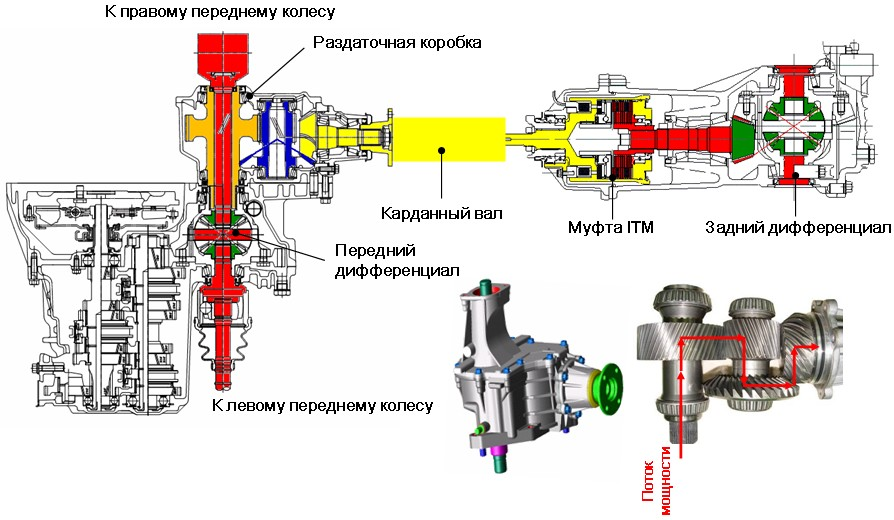 К правому переднему колесу
Раздаточная коробка
Карданный вал
Муфта ITM
Задний дифференциал
Передний
дифференциал
К левому переднему колесу
Поток
мощности